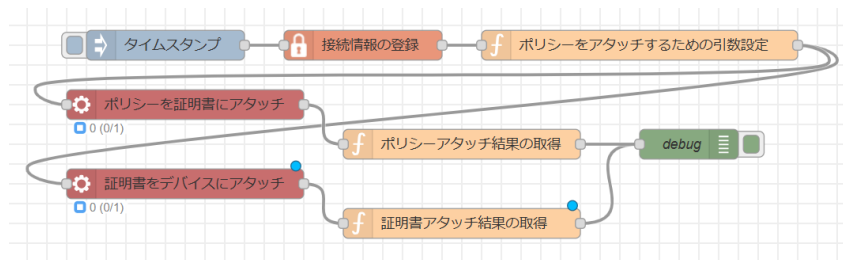 タイムスタンプ
接続情報の登録
ポリシーをアタッチするための引数設定
ポリシーを証明書にアタッチ
0 (0/1)
ポリシーアタッチ結果の取得
debug
証明書をデバイスにアタッチ
0 (0/1)
証明書アタッチ結果の取得